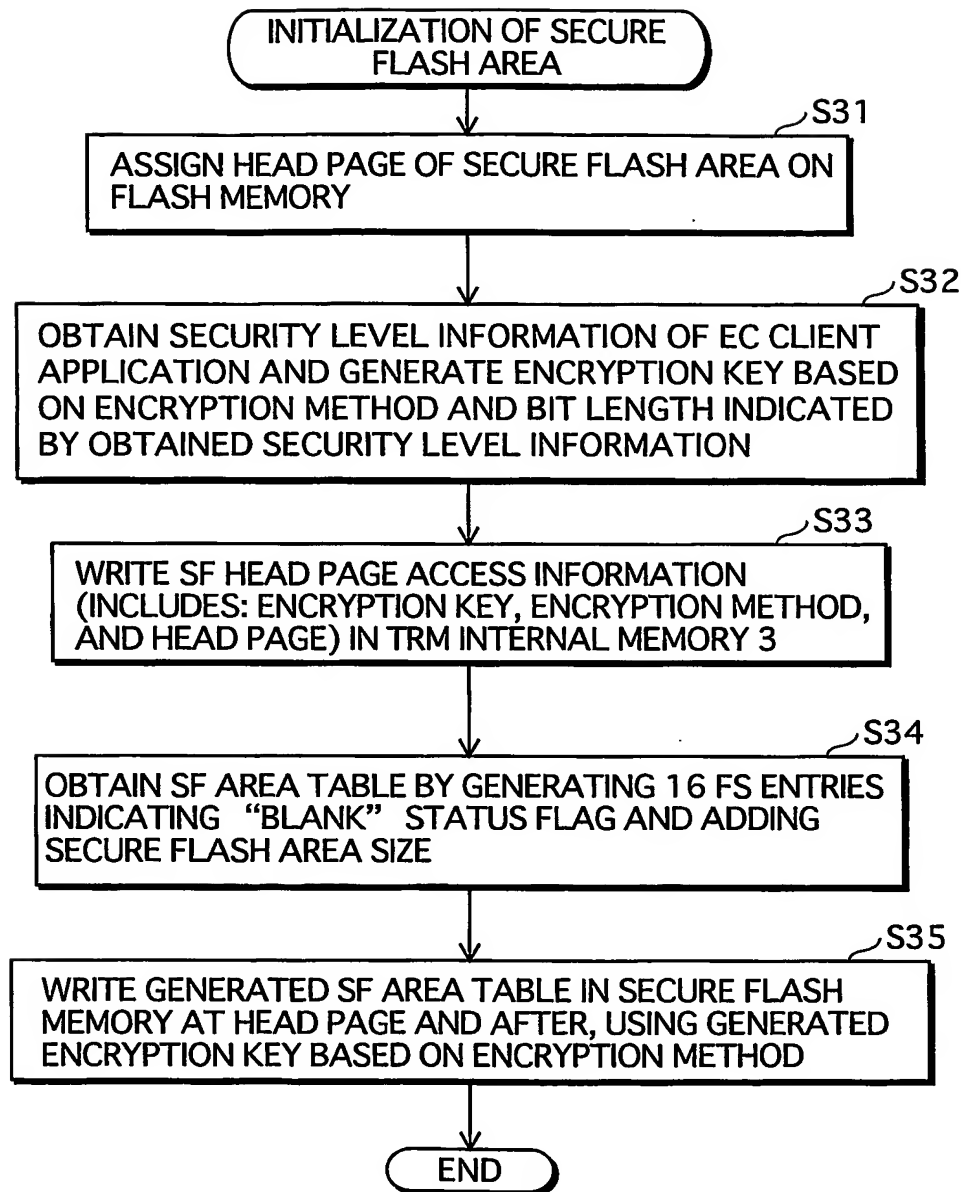 INITIALIZATION OF SECURE
FLASH AREA
S31
ASSIGN HEAD PAGE OF SECURE FLASH AREA ON
FLASH MEMORY
S32
OBTAIN SECURITY LEVEL INFORMATION OF EC CLIENT
APPLICATION AND GENERATE ENCRYPTION KEY BASED
ON ENCRYPTION METHOD AND BIT LENGTH INDICATED
BY OBTAINED SECURITY LEVEL INFORMATION
S33
WRITE SF HEAD PAGE ACCESS INFORMATION
(INCLUDES: ENCRYPTION KEY, ENCRYPTION METHOD,
AND HEAD PAGE) IN TRM INTERNAL MEMORY 3
S34
OBTAIN SF AREA TABLE BY GENERATING 16 FS ENTRIES
INDICATING “BLANK” STATUS FLAG AND ADDING
SECURE FLASH AREA SIZE
S35
WRITE GENERATED SF AREA TABLE IN SECURE FLASH
MEMORY AT HEAD PAGE AND AFTER, USING GENERATED
ENCRYPTION KEY BASED ON ENCRYPTION METHOD
END